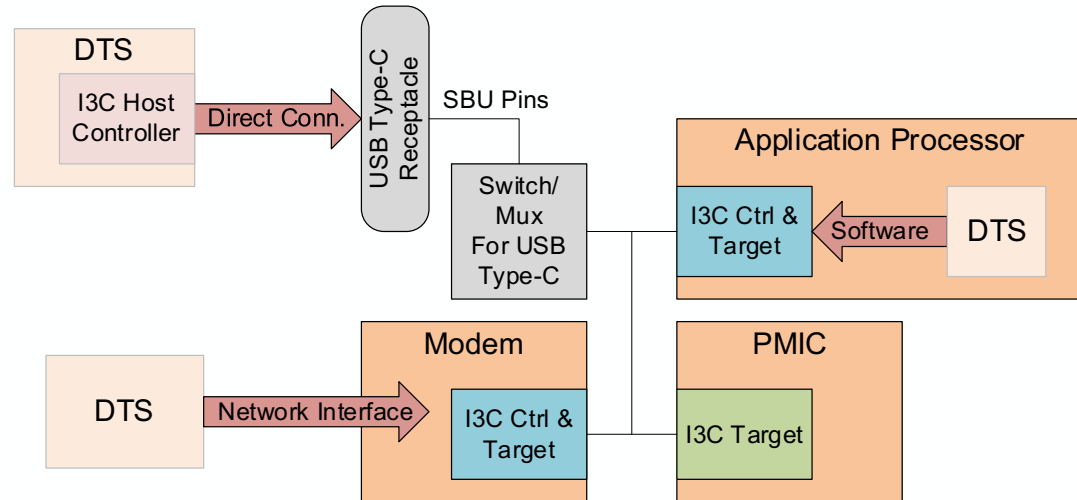 DTS
I3C Host
Controller
Direct Conn.
USB Type-C
Receptacle
SBU Pins
Switch/
Mux
For USB
Type-C
Application Processor
I3C Ctrl &
Target
Software
DTS
DTS
Network Interface
Modem
I3C Ctrl &
Target
PMIC
I3C Target